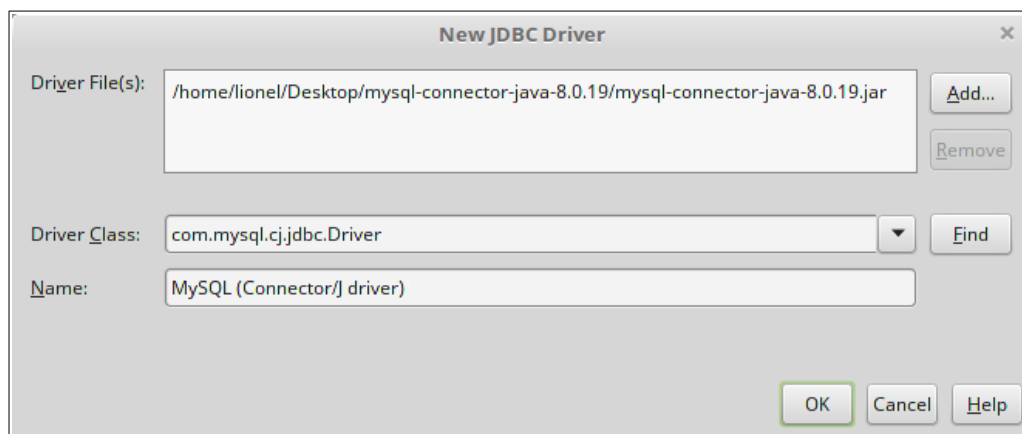 New JDBC Driver
Driver File(s):
/home/lionel/Desktop/mysql-connector-java-8.0.19/mysql-connector-java-8.0.19.jar
Add...
Remove
Driver Class:
com.mysql.cj.jdbc.Driver
Find
Name:
MySQL (Connector/J driver)
OK
Cancel
Help